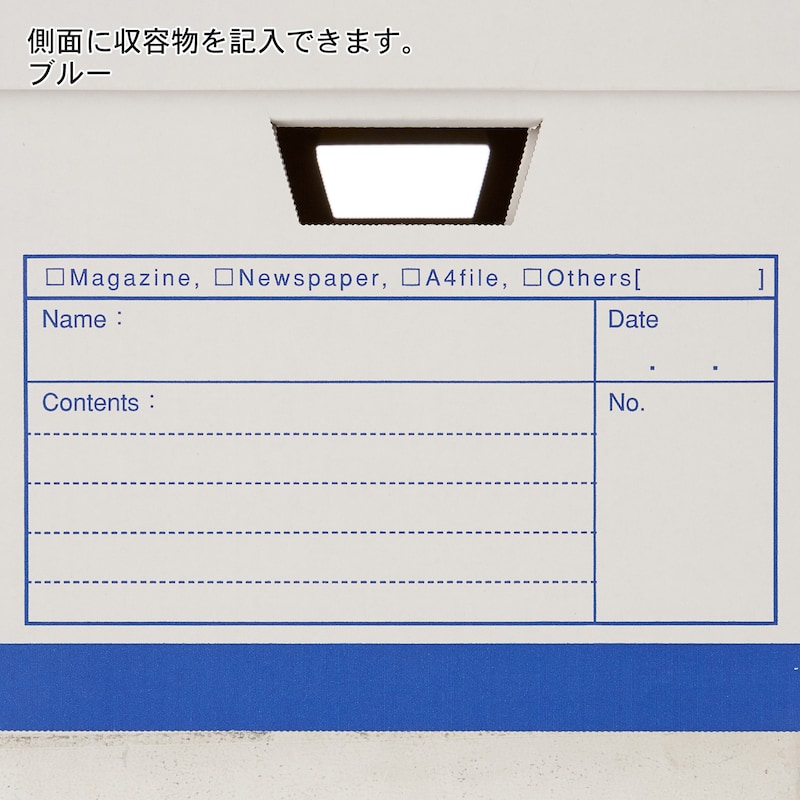 側面に収容物を記入できます。
ブルー
□Magazine, □Newspaper, □A4file, □Others[ ]
Name：
Date
. .
Contents：
No.